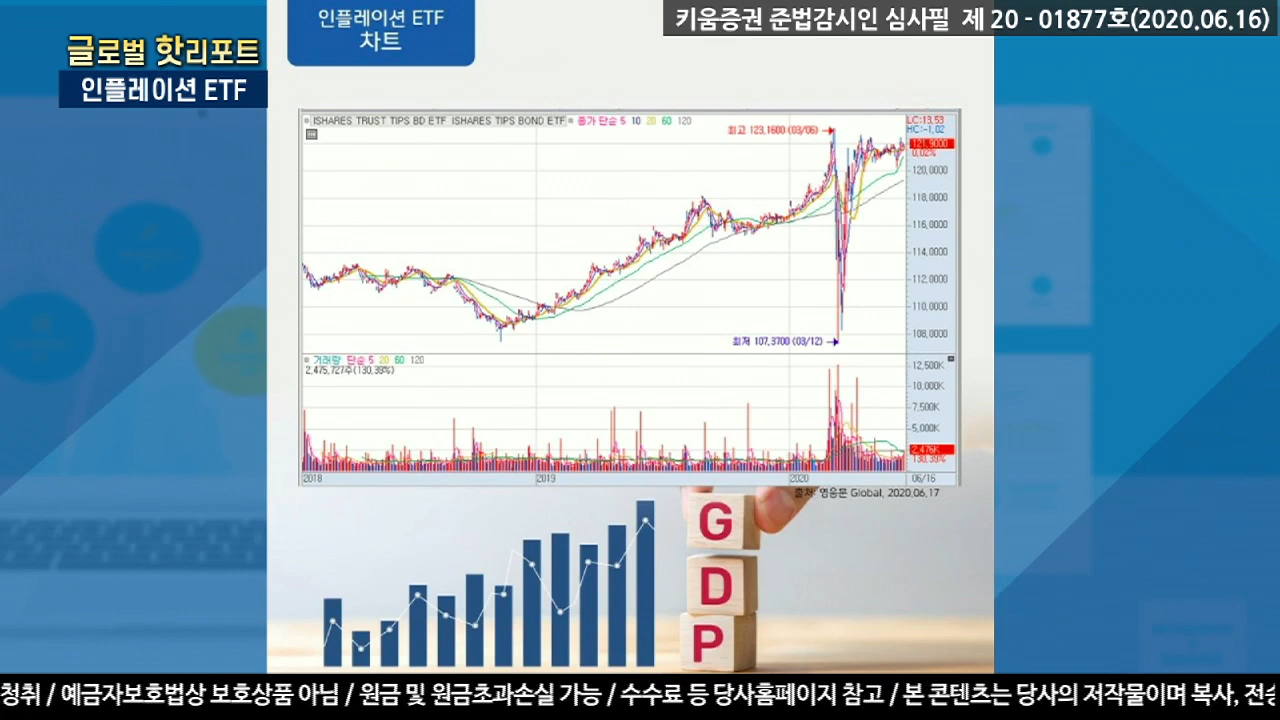 인플레이션 ETF
차트
키움증권 준법감시인 심사필 제 20 - 01877호(2020.06.16)
글로벌 핫리포트
인플레이션 ETF
ISHARES TRUST TIPS BD ETF ISHARES TIPS BOND ETF 종가 단순 5 10 20 60 120
LC:13,53
HC:-1,02
최고 123,1600 (03/06)
121,9000
0,02%
120,0000
118,0000
116,0000
114,0000
112,0000
110,0000
108,0000
최저 107,3700 (03/12)
거래량 단순 5 20 60 120
2,475,727주(130,39%)
12,500K
10,000K
7,500K
5,000K
2,476K
130,39%
2018
2019
2020
06/16
출처: 영웅문 Global, 2020.06.17
G
D
P
청취 / 예금자보호법상 보호상품 아님 / 원금 및 원금초과손실 가능 / 수수료 등 당사홈페이지 참고 / 본 콘텐츠는 당사의 저작물이며 복사, 전송